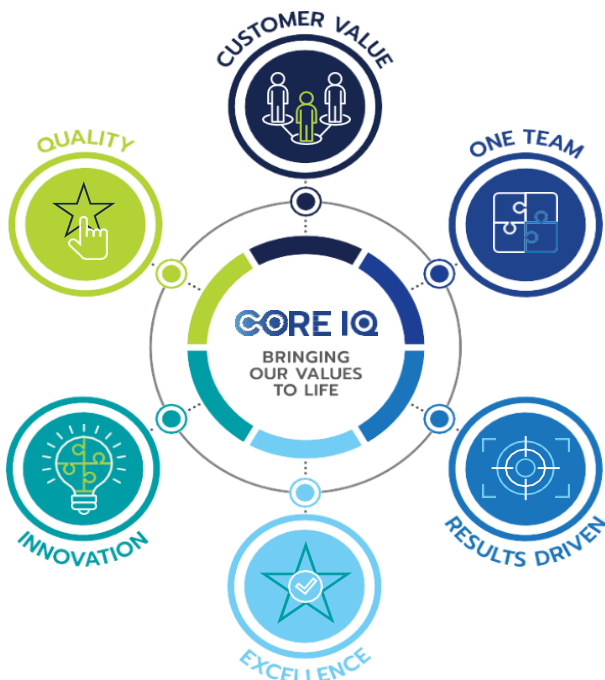 CUSTOMER VALUE
QUALITY
ONE TEAM
CORE IQ
BRINGING
OUR VALUES
TO LIFE
INNOVATION
RESULTS DRIVEN
EXCELLENCE